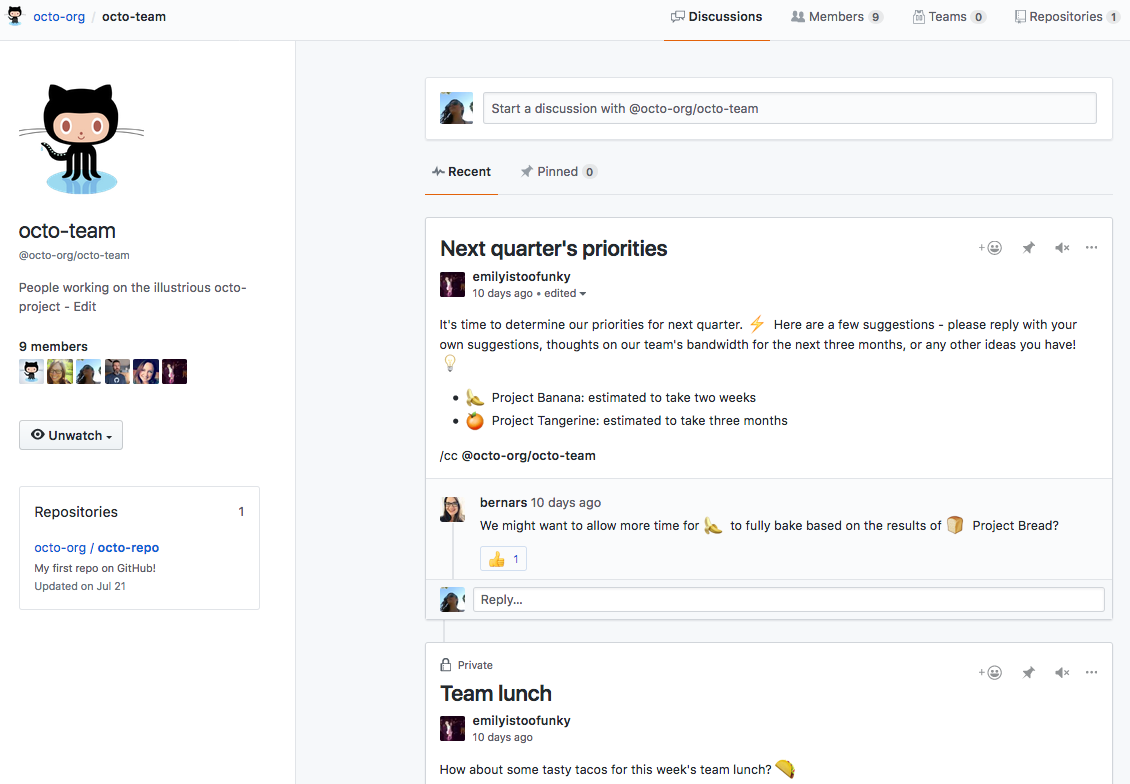 octo-org / octo-team
Discussions
Members 9
Teams 0
Repositories 1
octo-team
@octo-org/octo-team
People working on the illustrious octo-
project - Edit
9 members
Unwatch
Repositories 1
octo-org / octo-repo
My first repo on GitHub!
Updated on Jul 21
Start a discussion with @octo-org/octo-team
Recent
Pinned 0
Next quarter's priorities
emilyistoofunky
10 days ago • edited
It's time to determine our priorities for next quarter. ⚡ Here are a few suggestions - please reply with your
own suggestions, thoughts on our team's bandwidth for the next three months, or any other ideas you have!
💡
• 🍌 Project Banana: estimated to take two weeks
• 🍊 Project Tangerine: estimated to take three months
/cc @octo-org/octo-team
bernars 10 days ago
We might want to allow more time for 🍌 to fully bake based on the results of 🍞 Project Bread?
👍 1
Reply...
Private
Team lunch
emilyistoofunky
10 days ago
How about some tasty tacos for this week's team lunch? 🌮